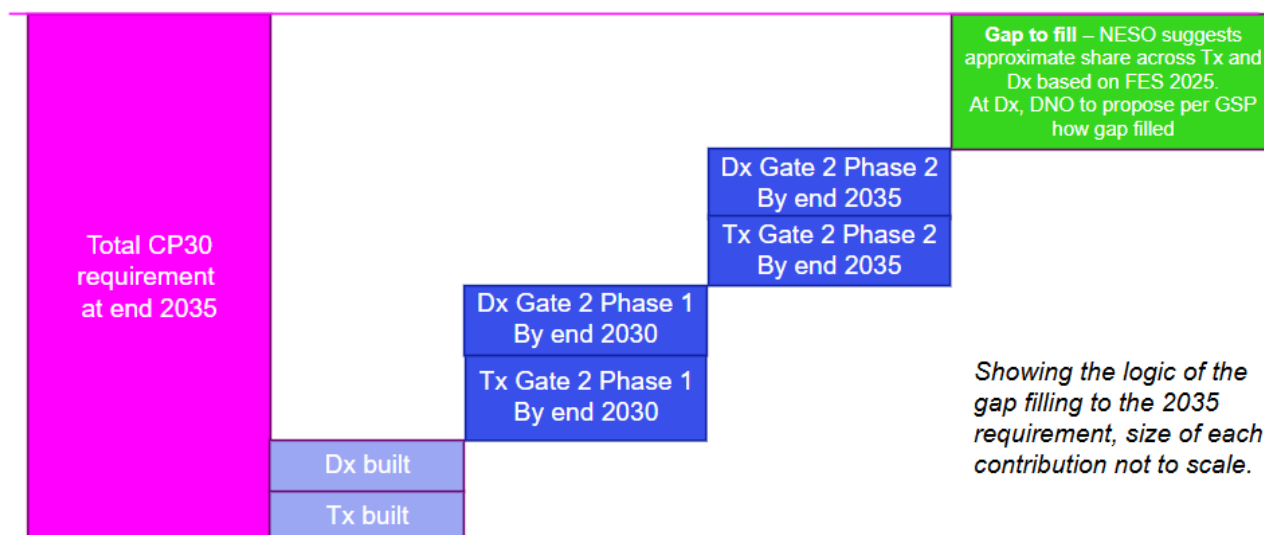 Total CP30
requirement
at end 2035
Dx built
Tx built
Dx Gate 2 Phase 1
By end 2030
Tx Gate 2 Phase 1
By end 2030
Dx Gate 2 Phase 2
By end 2035
Tx Gate 2 Phase 2
By end 2035
Gap to fill – NESO suggests
approximate share across Tx and
Dx based on FES 2025.
At Dx, DNO to propose per GSP
how gap filled
Showing the logic of the
gap filling to the 2035
requirement, size of each
contribution not to scale.